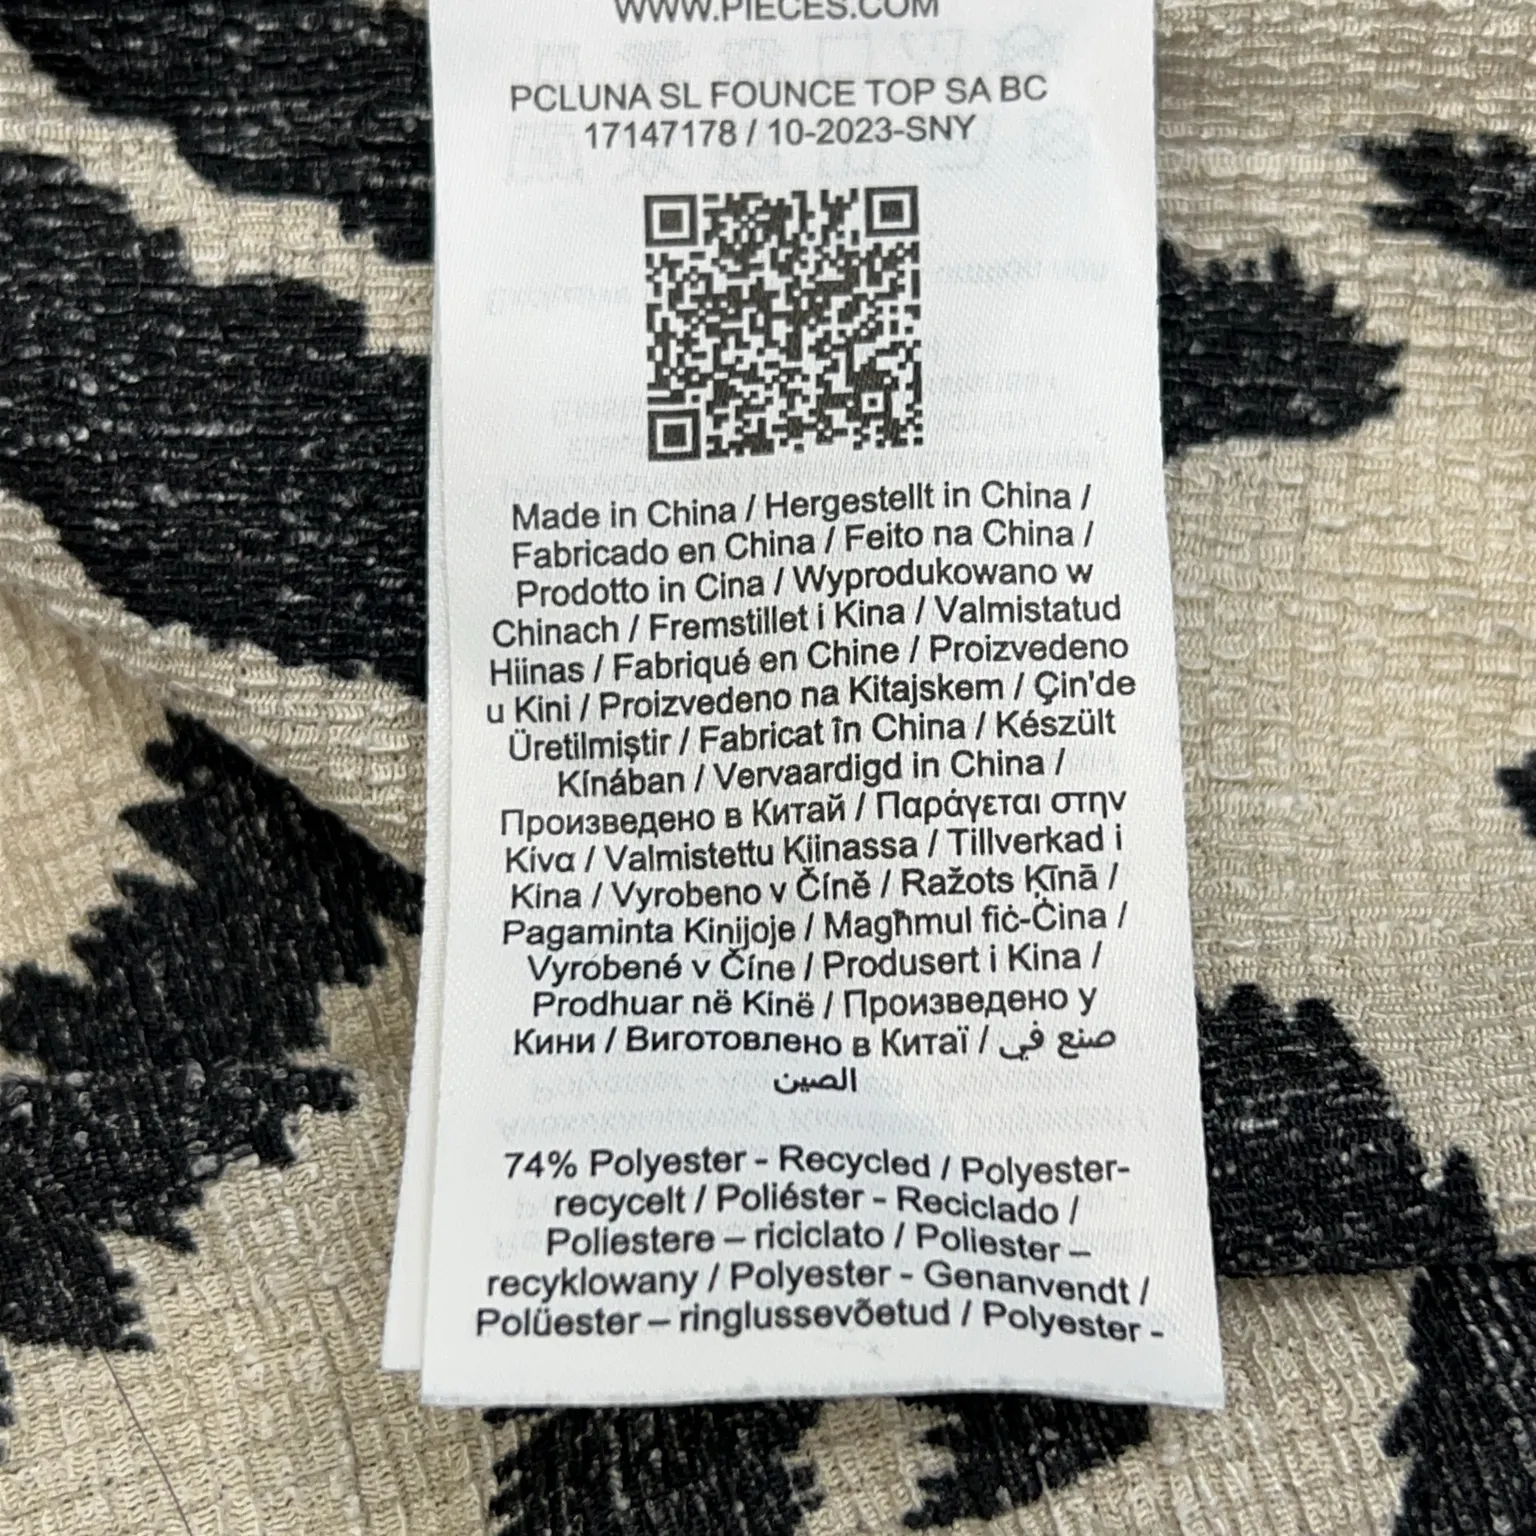 WWW.PIECES.COM
PCLUNA SL FOUNCE TOP SA BC
17147178 / 10-2023-SNY
Made in China / Hergestellt in China /
Fabricado en China / Feito na China /
Prodotto in Cina / Wyprodukowano w
Chinach / Fremstillet i Kina / Valmistatud
Hiinas / Fabriqué en Chine / Proizvedeno
u Kini / Proizvedeno na Kitajskem / Çin'de
Üretilmiştir / Fabricat în China / Készült
Kínában / Vervaardigd in China /
Произведено в Китай / Παράγεται στην
Κίνα / Valmistettu Kiinassa / Tillverkad i
Kina / Vyrobeno v Číně / Ražots Ķīnā /
Pagaminta Kinijoje / Magħmul fiċ-Ċina /
Vyrobené v Číne / Produsert i Kina /
Prodhuar në Kinë / Произведено у
Кини / Виготовлено в Китаї / صنع في
الصين
74% Polyester - Recycled / Polyester-
recycelt / Poliéster - Reciclado /
Poliestere – riciclato / Poliester –
recyklowany / Polyester - Genanvendt /
Polüester – ringlussevõetud / Polyester -